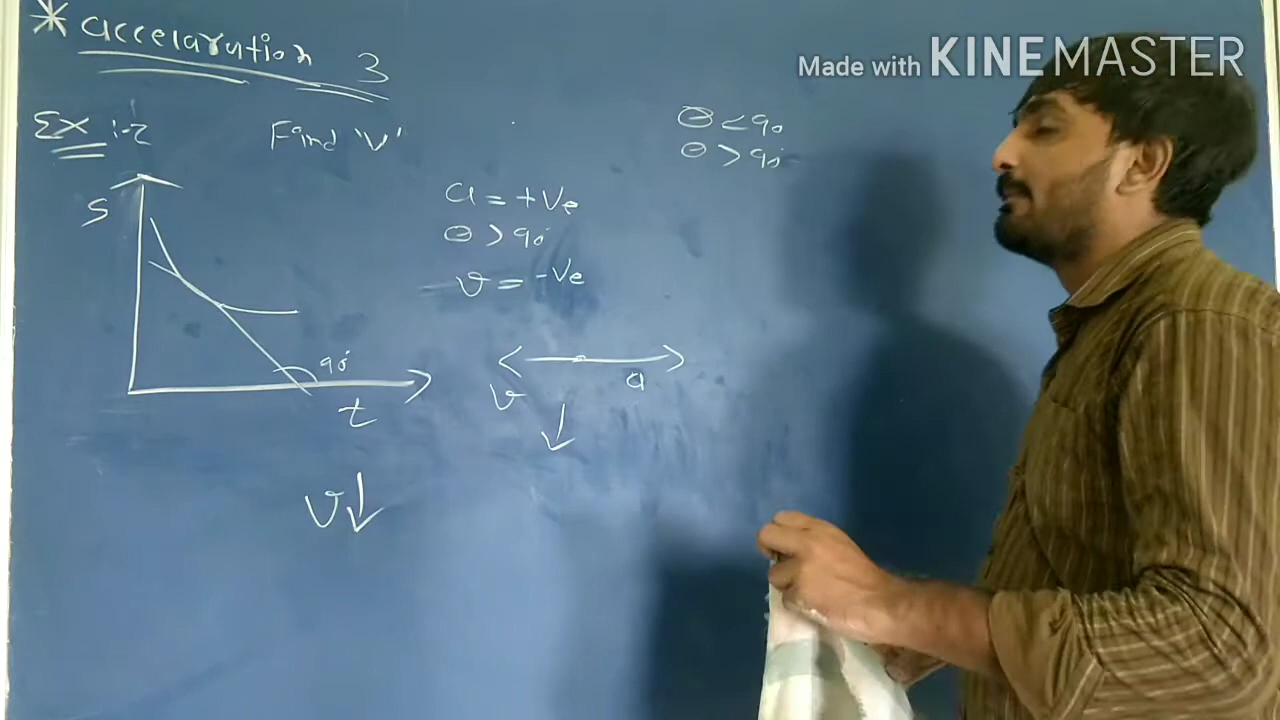 * accelaration 3
Made with KINEMASTER
Ex :-2 Find 'v'
θ < 90
θ > 90°
S
a = +ve
θ > 90°
v = -ve
90°
t
v a
v↓